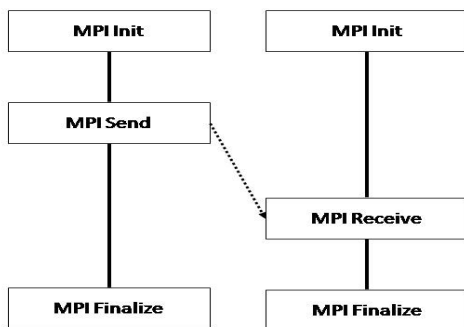 MPI Init
MPI Init
MPI Send
MPI Receive
MPI Finalize
MPI Finalize